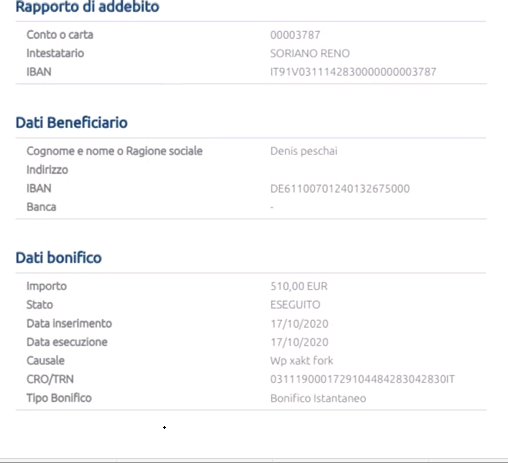 Rapporto di addebito
Conto o carta 00003787
Intestatario SORIANO RENO
IBAN IT91V0311142830000000003787
Dati Beneficiario
Cognome e nome o Ragione sociale Denis peschai
Indirizzo
IBAN DE61100701240132675000
Banca -
Dati bonifico
Importo 510,00 EUR
Stato ESEGUITO
Data inserimento 17/10/2020
Data esecuzione 17/10/2020
Causale Wp xakt fork
CRO/TRN 0311190001729104484283042830IT
Tipo Bonifico Bonifico Istantaneo